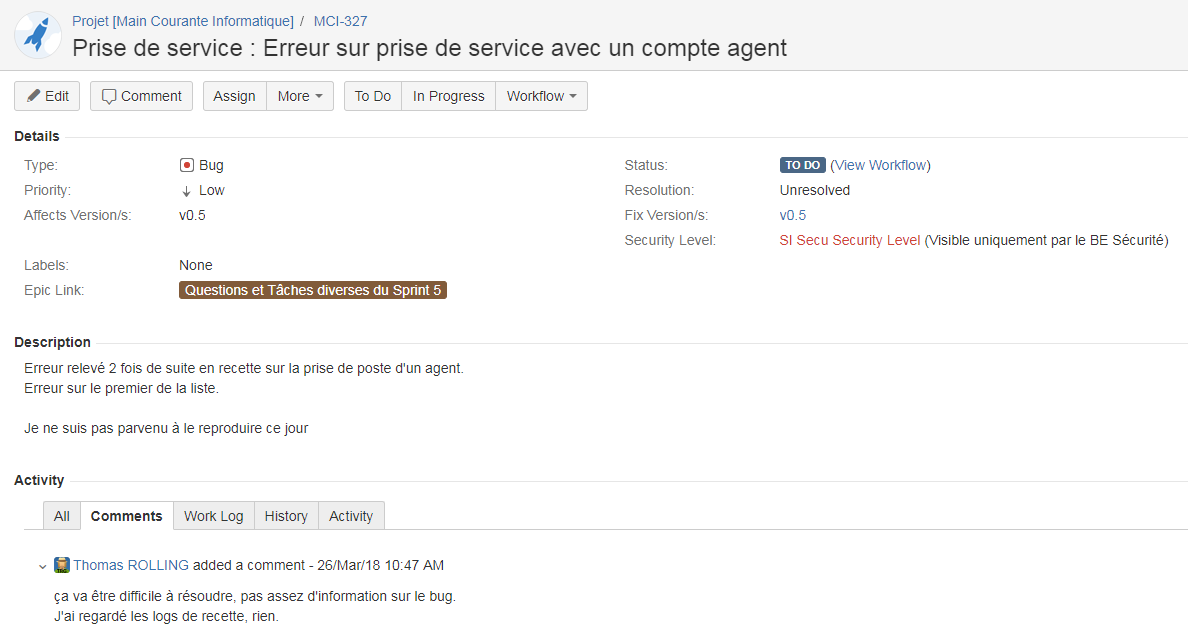 Projet [Main Courante Informatique] / MCI-327
Prise de service : Erreur sur prise de service avec un compte agent
Edit Comment Assign More To Do In Progress Workflow
Details
Type: Bug Status: TO DO (View Workflow)
Priority: Low Resolution: Unresolved
Affects Version/s: v0.5 Fix Version/s: v0.5
Security Level: SI Secu Security Level (Visible uniquement par le BE Sécurité)
Labels: None
Epic Link: Questions et Tâches diverses du Sprint 5
Description
Erreur relevé 2 fois de suite en recette sur la prise de poste d'un agent.
Erreur sur le premier de la liste.
Je ne suis pas parvenu à le reproduire ce jour
Activity
All Comments Work Log History Activity
Thomas ROLLING added a comment - 26/Mar/18 10:47 AM
ça va être difficile à résoudre, pas assez d'information sur le bug.
J'ai regardé les logs de recette, rien.